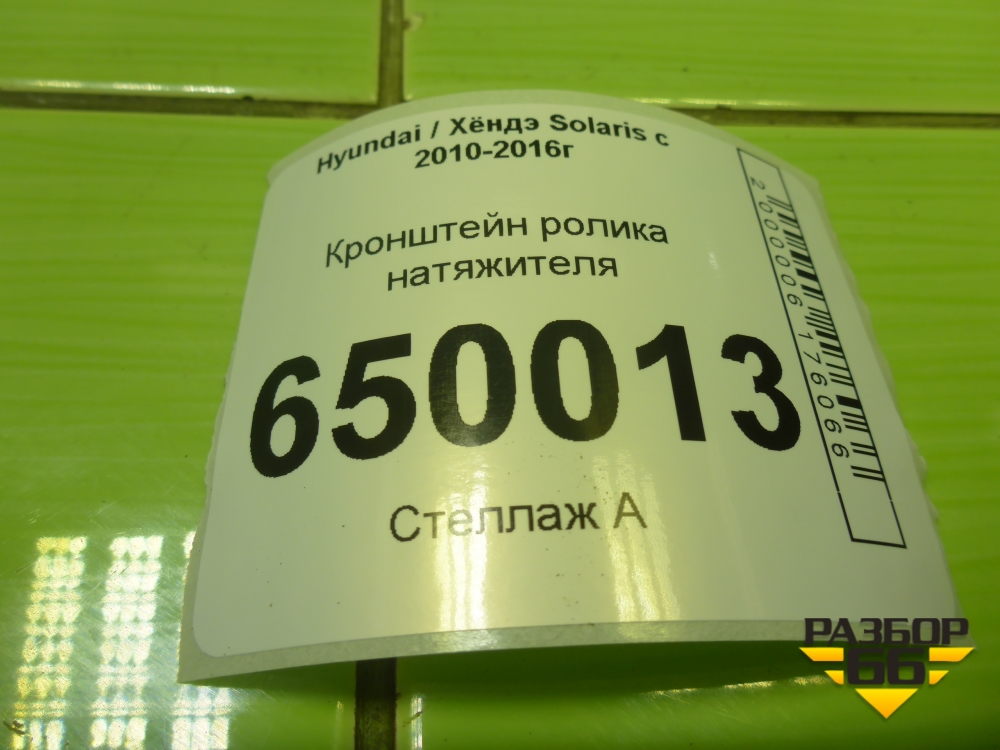 Hyundai / Хёндэ Solaris с
2010-2016г
Кронштейн ролика
натяжителя
650013
Стеллаж А
2000006176066
РАЗБОР
66